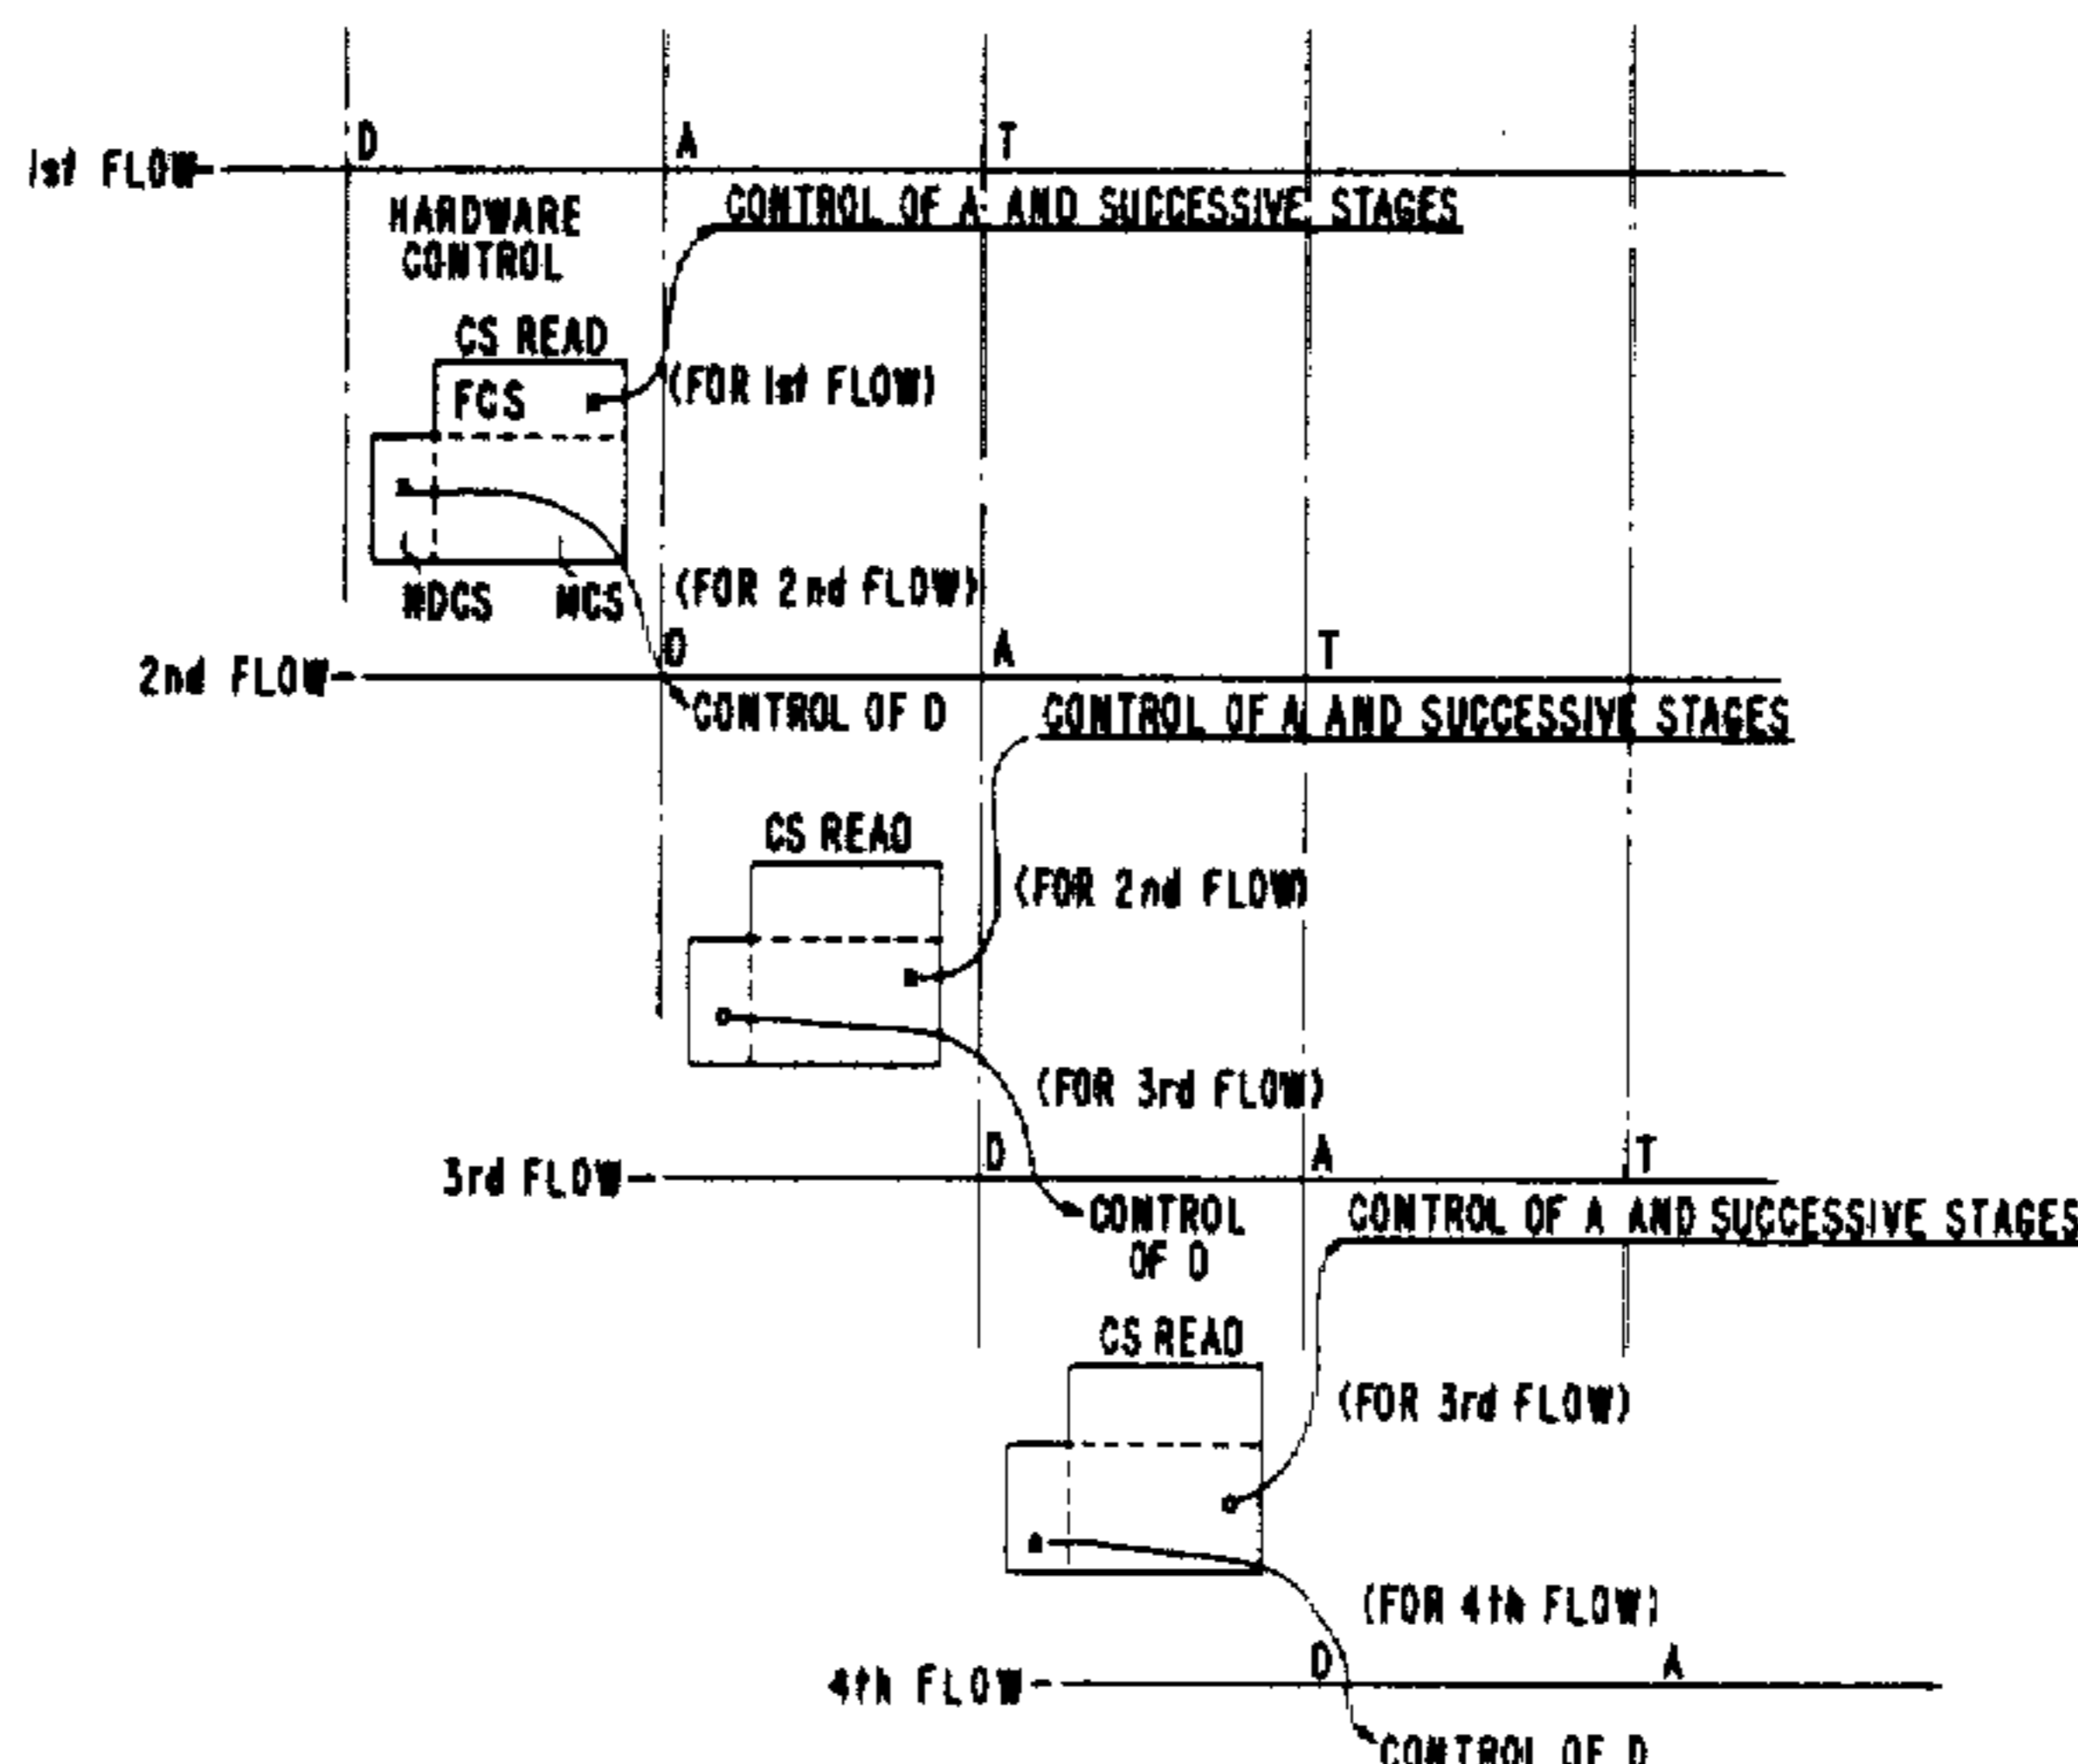 D A T
1st FLOW
CONTROL OF A AND SUCCESSIVE STAGES
HARDWARE
CONTROL
CS READ
FCS
(FOR 1st FLOW)
(FOR 2nd FLOW)
NDCS MCS
D A T
2nd FLOW
CONTROL OF D
CONTROL OF A AND SUCCESSIVE STAGES
CS READ
(FOR 2nd FLOW)
(FOR 3rd FLOW)
D A T
3rd FLOW
CONTROL
OF D
CONTROL OF A AND SUCCESSIVE STAGES
CS READ
(FOR 3rd FLOW)
(FOR 4th FLOW)
D A
4th FLOW
CONTROL OF D